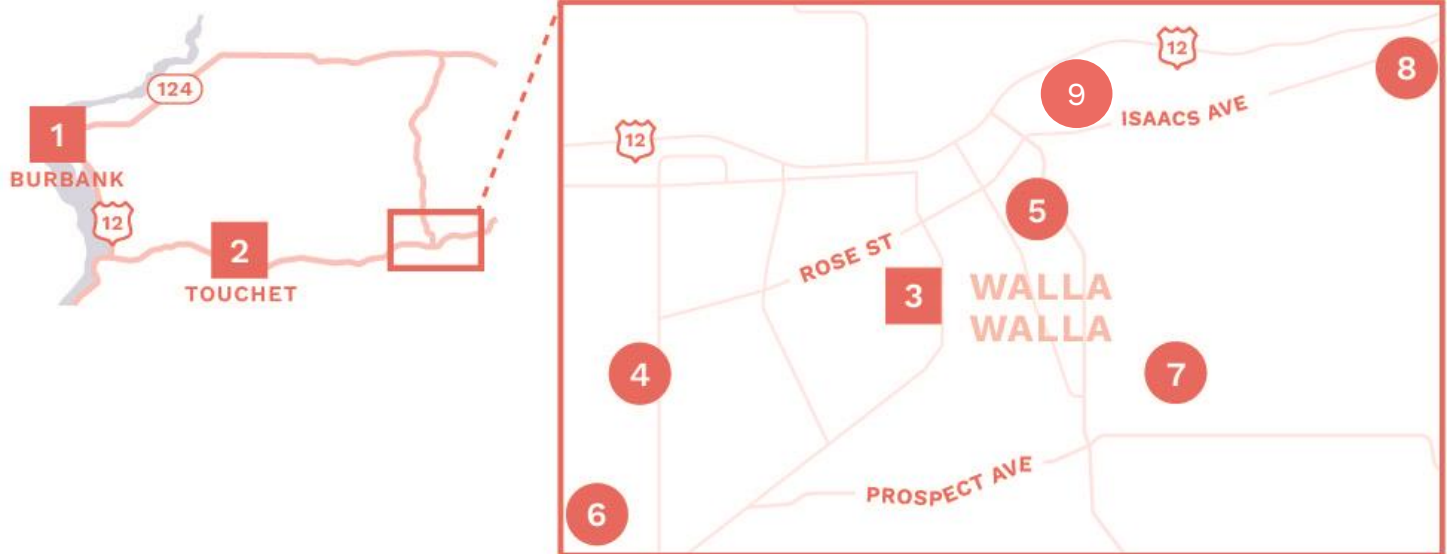 124
1
BURBANK
12
2
TOUCHET
12
12
9
8
ISAACS AVE
5
ROSE ST
3
WALLA
WALLA
4
7
PROSPECT AVE
6